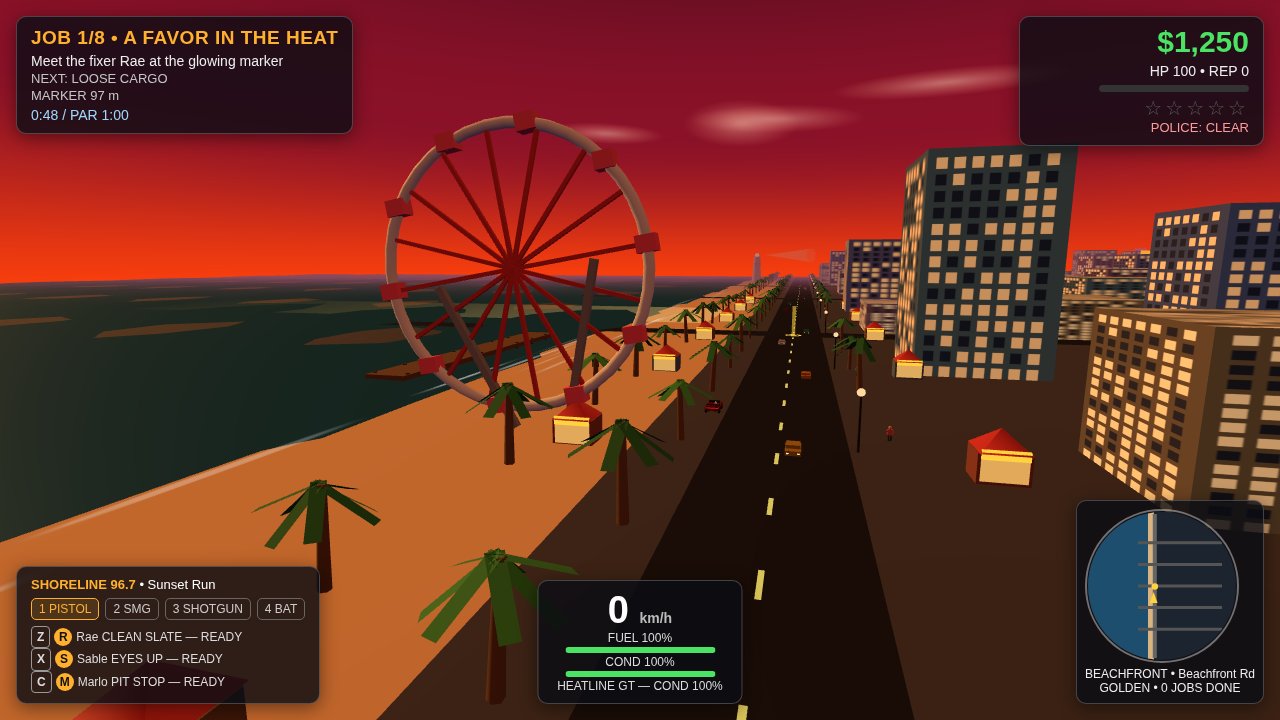 JOB 1/8 • A FAVOR IN THE HEAT
Meet the fixer Rae at the glowing marker
NEXT: LOOSE CARGO
MARKER 97 m
0:48 / PAR 1:00
$1,250
HP 100 • REP 0
☆☆☆☆☆
POLICE: CLEAR
SHORELINE 96.7 • Sunset Run
1 PISTOL 2 SMG 3 SHOTGUN 4 BAT
Z R Rae CLEAN SLATE — READY
X S Sable EYES UP — READY
C M Marlo PIT STOP — READY
0 km/h
FUEL 100%
COND 100%
HEATLINE GT — COND 100%
BEACHFRONT • Beachfront Rd
GOLDEN • 0 JOBS DONE